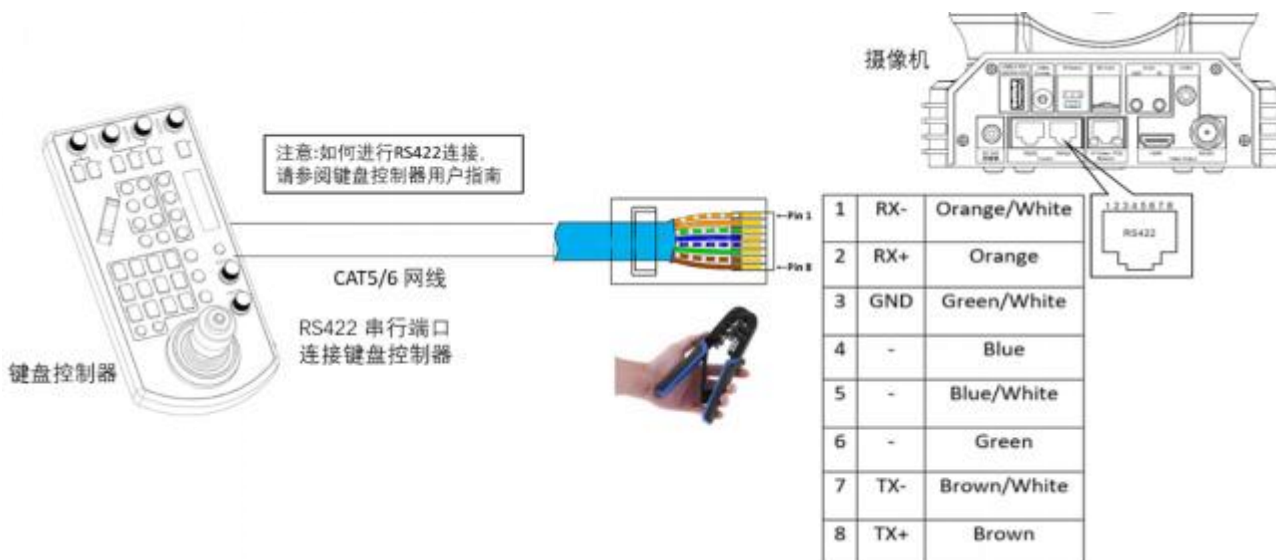 摄像机
注意:如何进行RS422连接,
请参阅键盘控制器用户指南
CAT5/6 网线
RS422 串行端口
连接键盘控制器
键盘控制器
Pin 1
Pin 8
1 RX- Orange/White
2 RX+ Orange
3 GND Green/White
4 - Blue
5 - Blue/White
6 - Green
7 TX- Brown/White
8 TX+ Brown
12345678
RS422